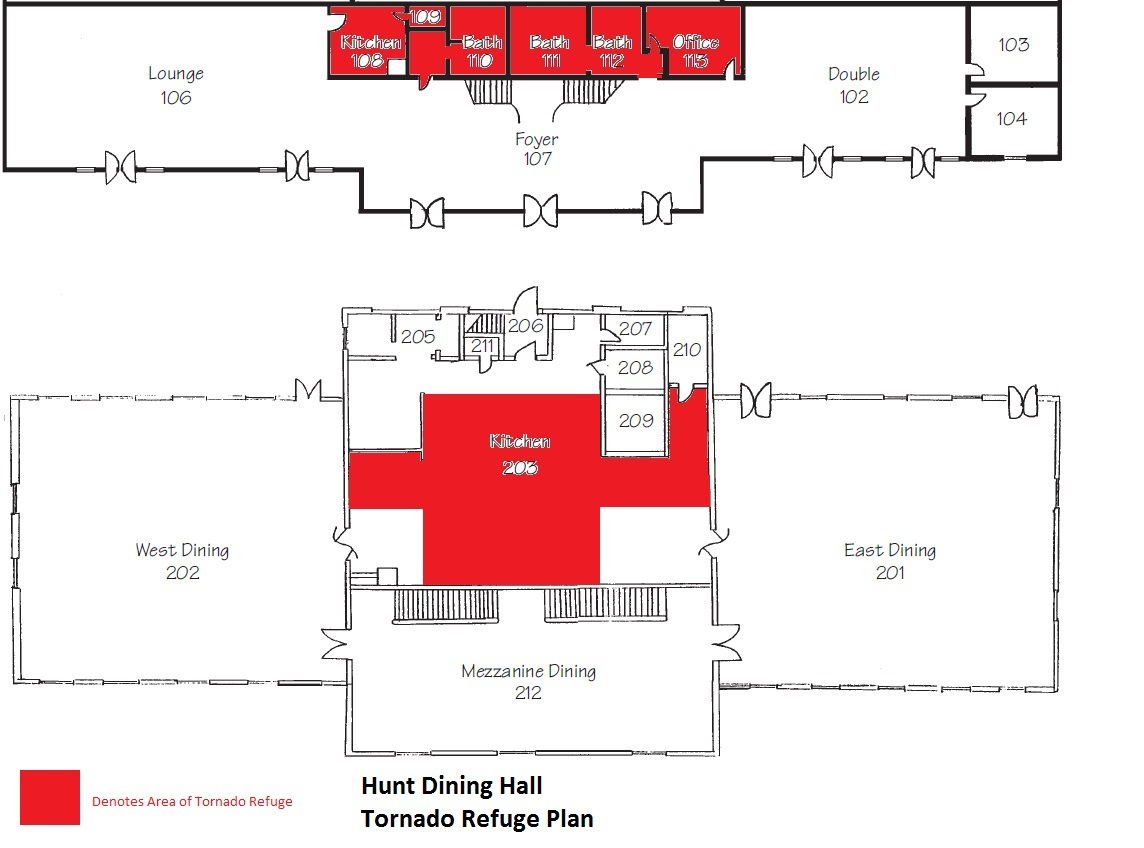 109
Kitchen
108
Bath
110
Bath
111
Bath
112
Office
113
Lounge
106
Double
102
103
104
Foyer
107
205
206
207
211
208
210
209
Kitchen
203
West Dining
202
East Dining
201
Mezzanine Dining
212
Denotes Area of Tornado Refuge
Hunt Dining Hall
Tornado Refuge Plan